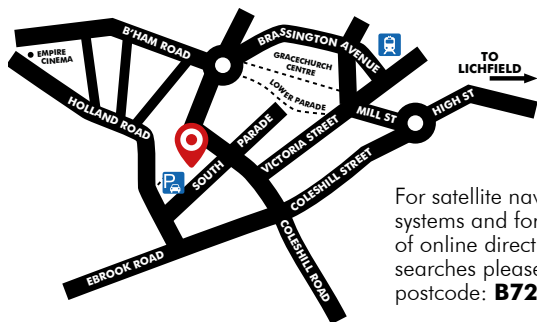 EMPIRE
CINEMA
B'HAM ROAD
BRASSINGTON AVENUE
GRACECHURCH
CENTRE
LOWER PARADE
TO
LICHFIELD
HOLLAND ROAD
MILL ST
HIGH ST
SOUTH PARADE
VICTORIA STREET
P
COLESHILL STREET
EBROOK ROAD
COLESHILL ROAD
For satellite nav
systems and for
of online direct
searches please
postcode: B72